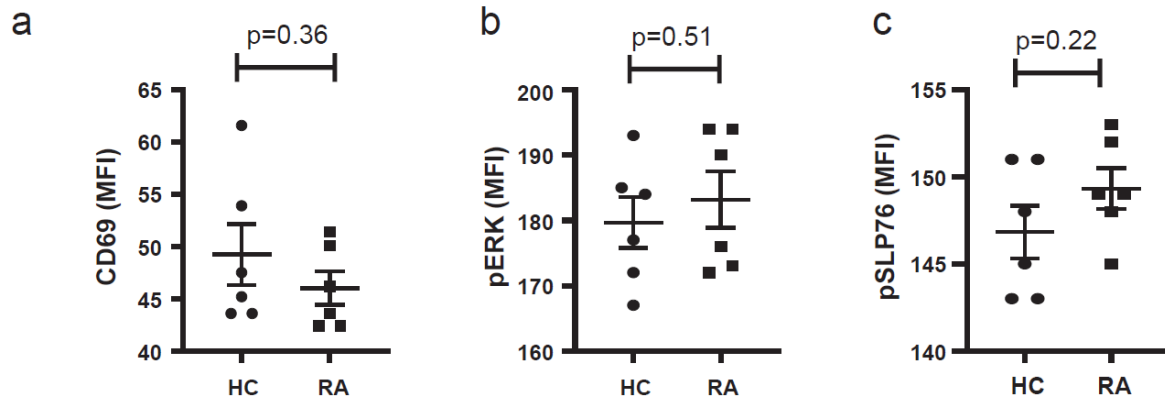 a
p=0.36
CD69 (MFI)
65
60
55
50
45
40
HC RA
b
p=0.51
pERK (MFI)
200
190
180
170
160
HC RA
c
p=0.22
pSLP76 (MFI)
155
150
145
140
HC RA